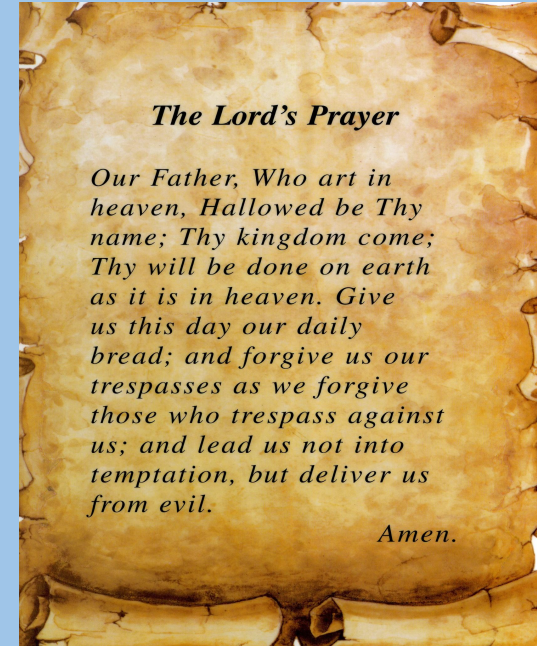 The Lord's Prayer
Our Father, Who art in
heaven, Hallowed be Thy
name; Thy kingdom come;
Thy will be done on earth
as it is in heaven. Give
us this day our daily
bread; and forgive us our
trespasses as we forgive
those who trespass against
us; and lead us not into
temptation, but deliver us
from evil.
Amen.